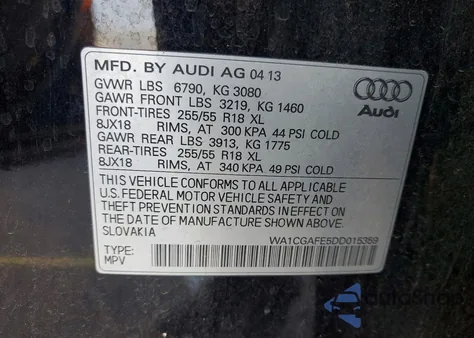 MFD. BY AUDI AG 04 13
GVWR LBS 6790, KG 3080
GAWR FRONT LBS 3219, KG 1460
FRONT-TIRES 255/55 R18 XL
8JX18 RIMS, AT 300 KPA 44 PSI COLD
GAWR REAR LBS 3913, KG 1775
REAR-TIRES 255/55 R18 XL
8JX18 RIMS, AT 340 KPA 49 PSI COLD
Audi
THIS VEHICLE CONFORMS TO ALL APPLICABLE
U.S. FEDERAL MOTOR VEHICLE SAFETY AND
THEFT PREVENTION STANDARDS IN EFFECT ON
THE DATE OF MANUFACTURE SHOWN ABOVE.
SLOVAKIA
WA1CGAFE5DD015359
TYPE:
MPV
AutoSnap